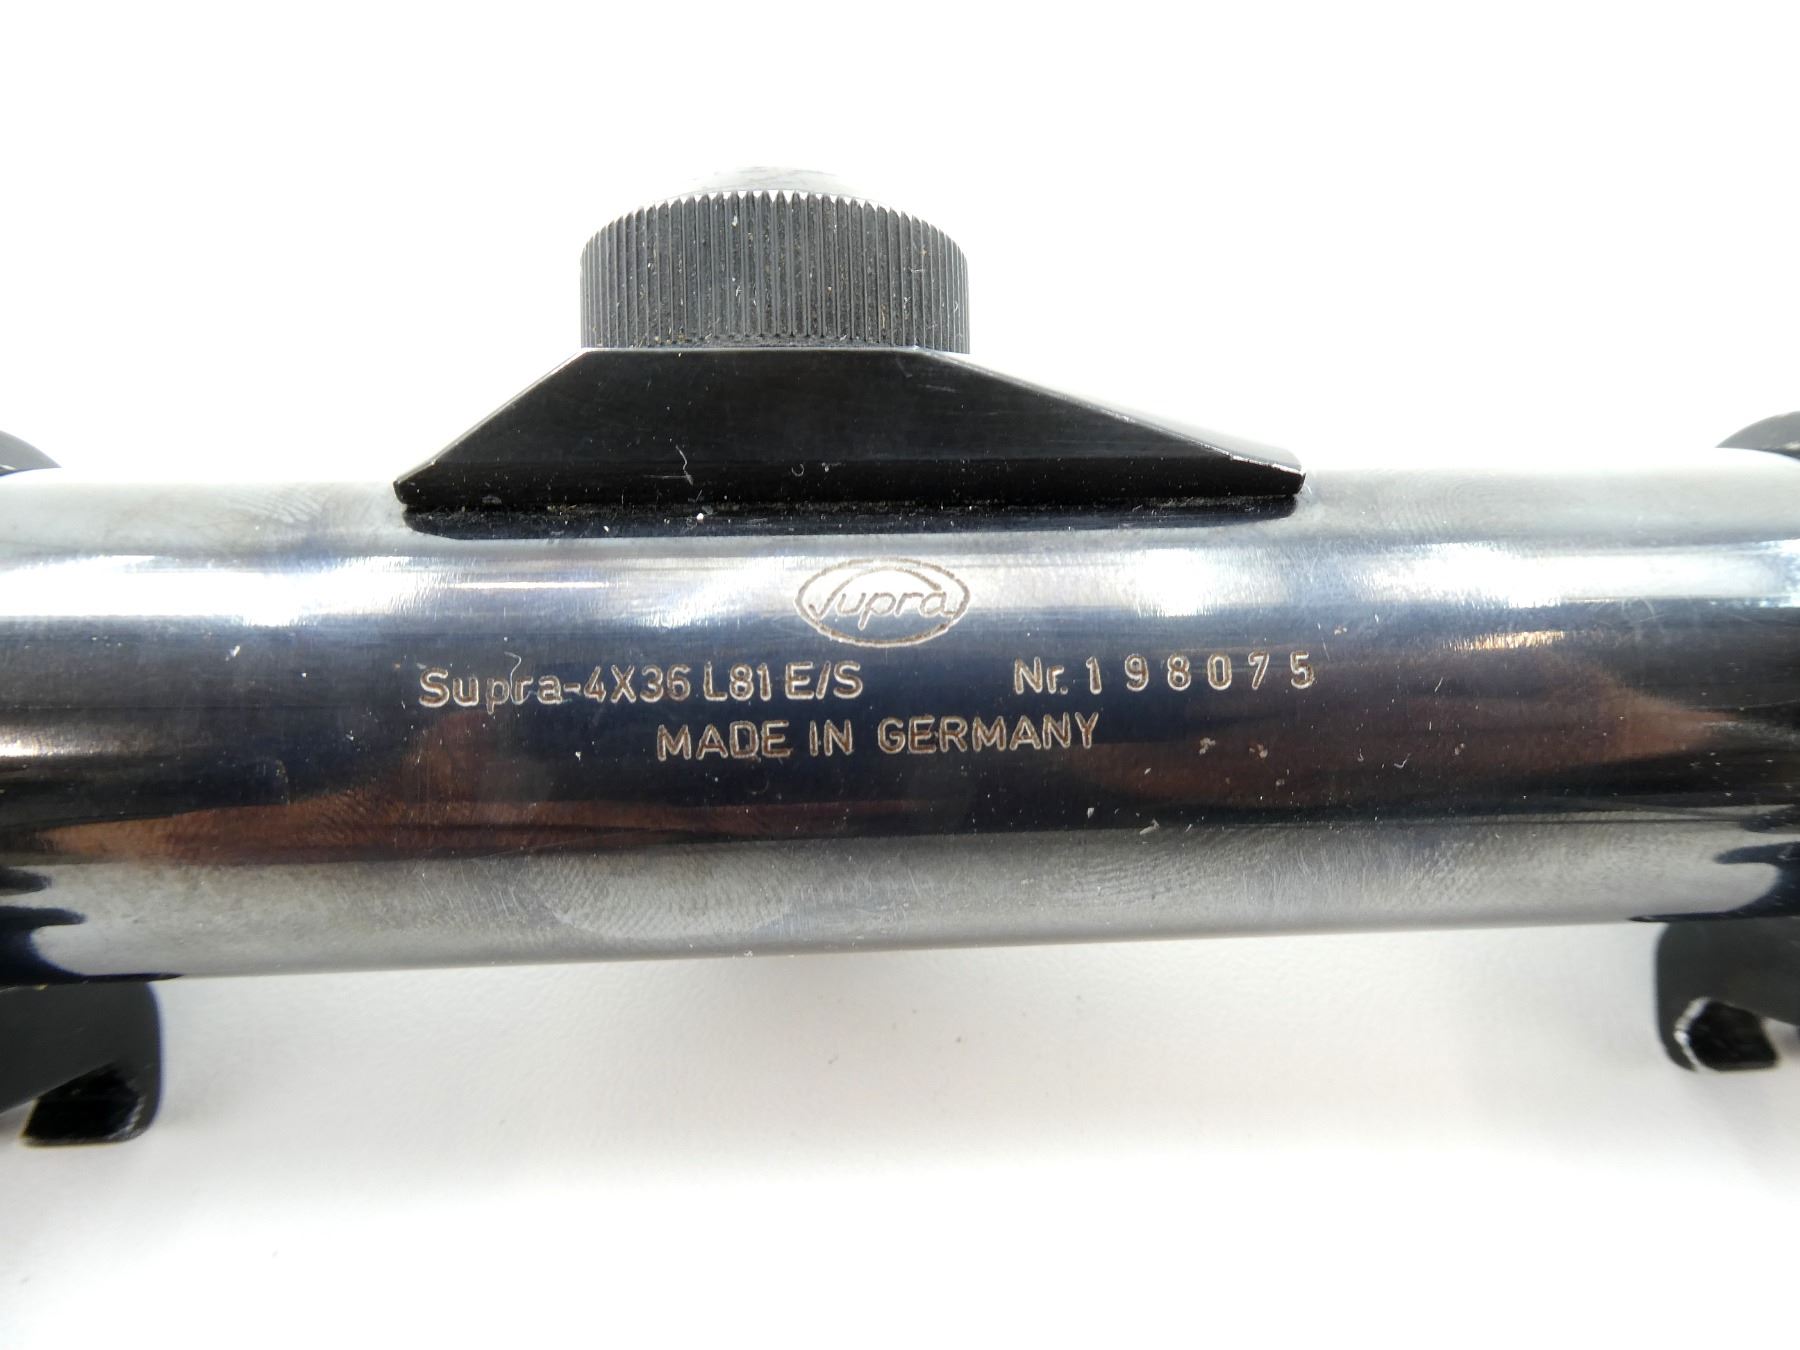 Supra
Supra-4X36 L81 E/S Nr. 198075
MADE IN GERMANY